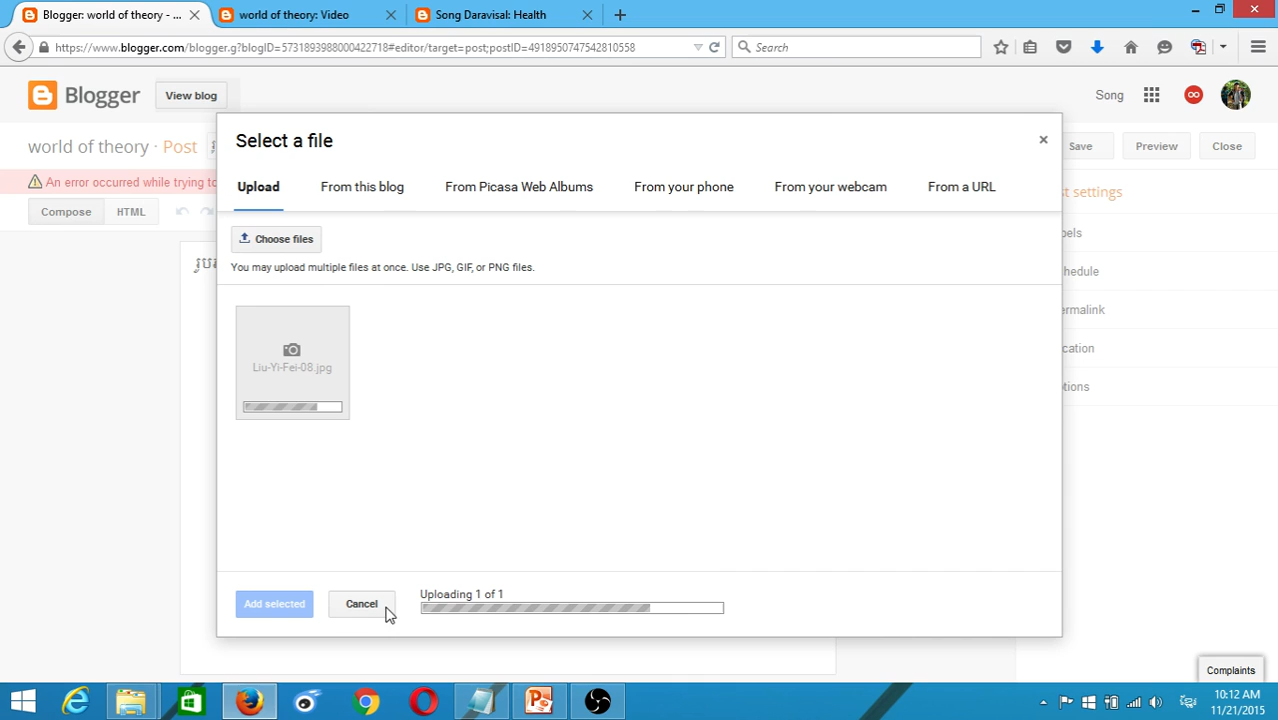 Blogger: world of theory - ...
world of theory: Video
Song Daravisal: Health
https://www.blogger.com/blogger.g?blogID=5731893988000422718#editor/target=post;postID=4918950747542810558
Search
Blogger
View blog
Song
world of theory · Post
Save
Preview
Close
An error occurred while trying to
Compose
HTML
Select a file
Upload
From this blog
From Picasa Web Albums
From your phone
From your webcam
From a URL
Choose files
You may upload multiple files at once. Use JPG, GIF, or PNG files.
Liu-Yi-Fei-08.jpg
Add selected
Cancel
Uploading 1 of 1
st settings
bels
hedule
ermalink
cation
tions
Complaints
10:12 AM
11/21/2015